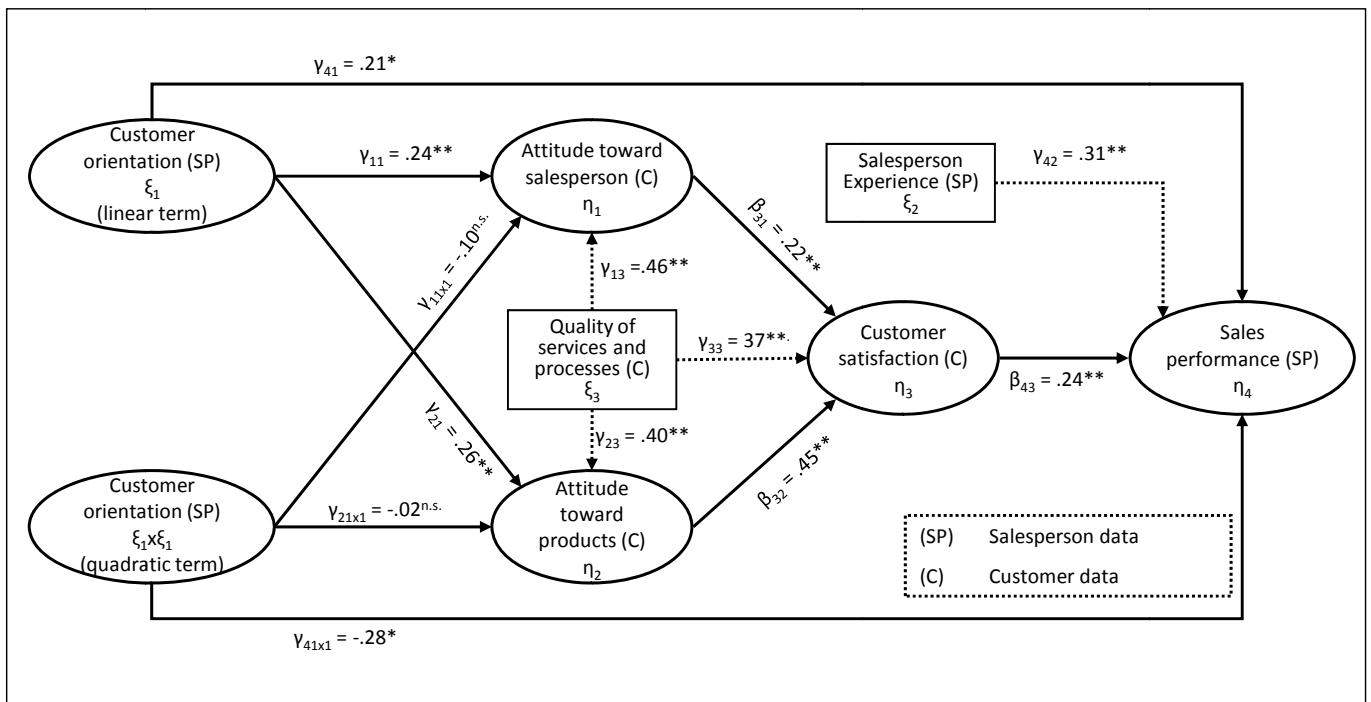 γ41 = .21*
Customer
orientation (SP)
ξ1
(linear term)
γ11 = .24**
Attitude toward
salesperson (C)
η1
Salesperson
Experience (SP)
ξ2
γ42 = .31**
β31 = .22**
γ11x1 = -.10n.s.
γ13 =.46**
Quality of
services and
processes (C)
ξ3
γ33 = 37**.
Customer
satisfaction (C)
η3
β43 = .24**
Sales
performance (SP)
η4
γ21 = .26**
γ23 = .40**
β32 = .45**
Customer
orientation (SP)
ξ1xξ1
(quadratic term)
γ21x1 = -.02n.s.
Attitude
toward
products (C)
η2
(SP) Salesperson data
(C) Customer data
γ41x1 = -.28*